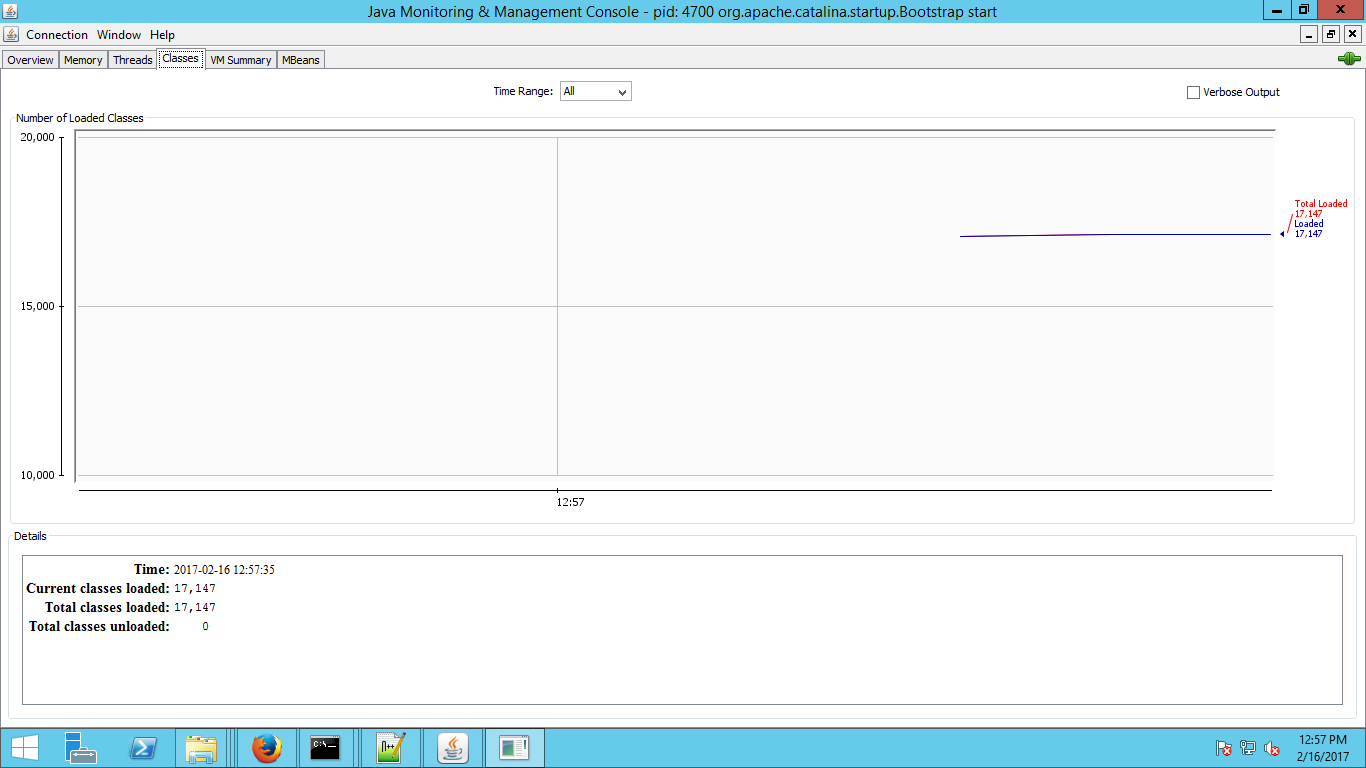 Java Monitoring & Management Console - pid: 4700 org.apache.catalina.startup.Bootstrap start
Connection Window Help
Overview Memory Threads Classes VM Summary MBeans
Time Range: All Verbose Output
Number of Loaded Classes
20,000
15,000
10,000
12:57
Total Loaded
17,147
Loaded
17,147
Details
Time: 2017-02-16 12:57:35
Current classes loaded: 17,147
Total classes loaded: 17,147
Total classes unloaded: 0
C:\_
12:57 PM
2/16/2017